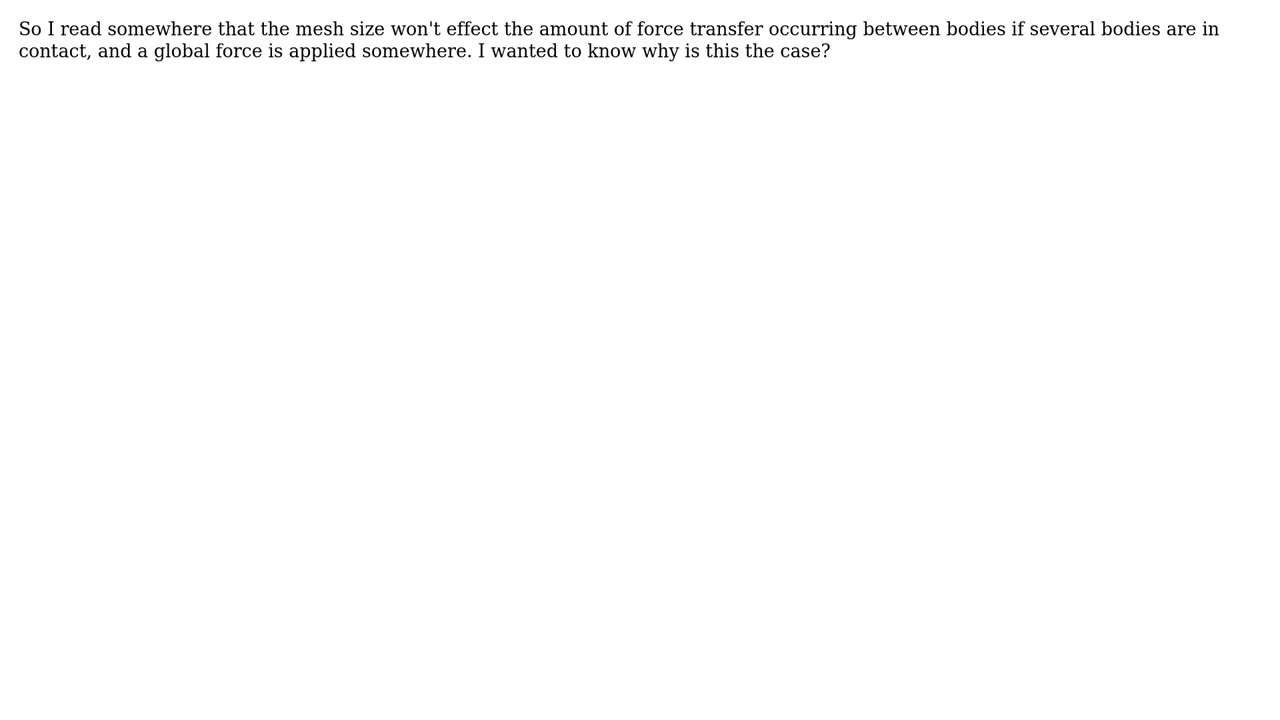 So I read somewhere that the mesh size won't effect the amount of force transfer occurring between bodies if several bodies are in
contact, and a global force is applied somewhere. I wanted to know why is this the case?